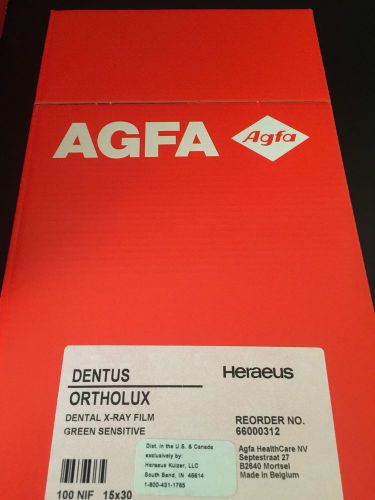 AGFA
Agfa
DENTUS
Heraeus
ORTHOLUX
DENTAL X-RAY FILM
GREEN SENSITIVE
REORDER NO.
66000312
Dist. in the U.S. & Canada
exclusively by:
Heraeus Kulzer, LLC
South Bend, IN 46614
1-800-431-1785
Agfa HealthCare NV
Septestraat 27
B2640 Mortsel
Made in Belgium
100 NIF 15x30